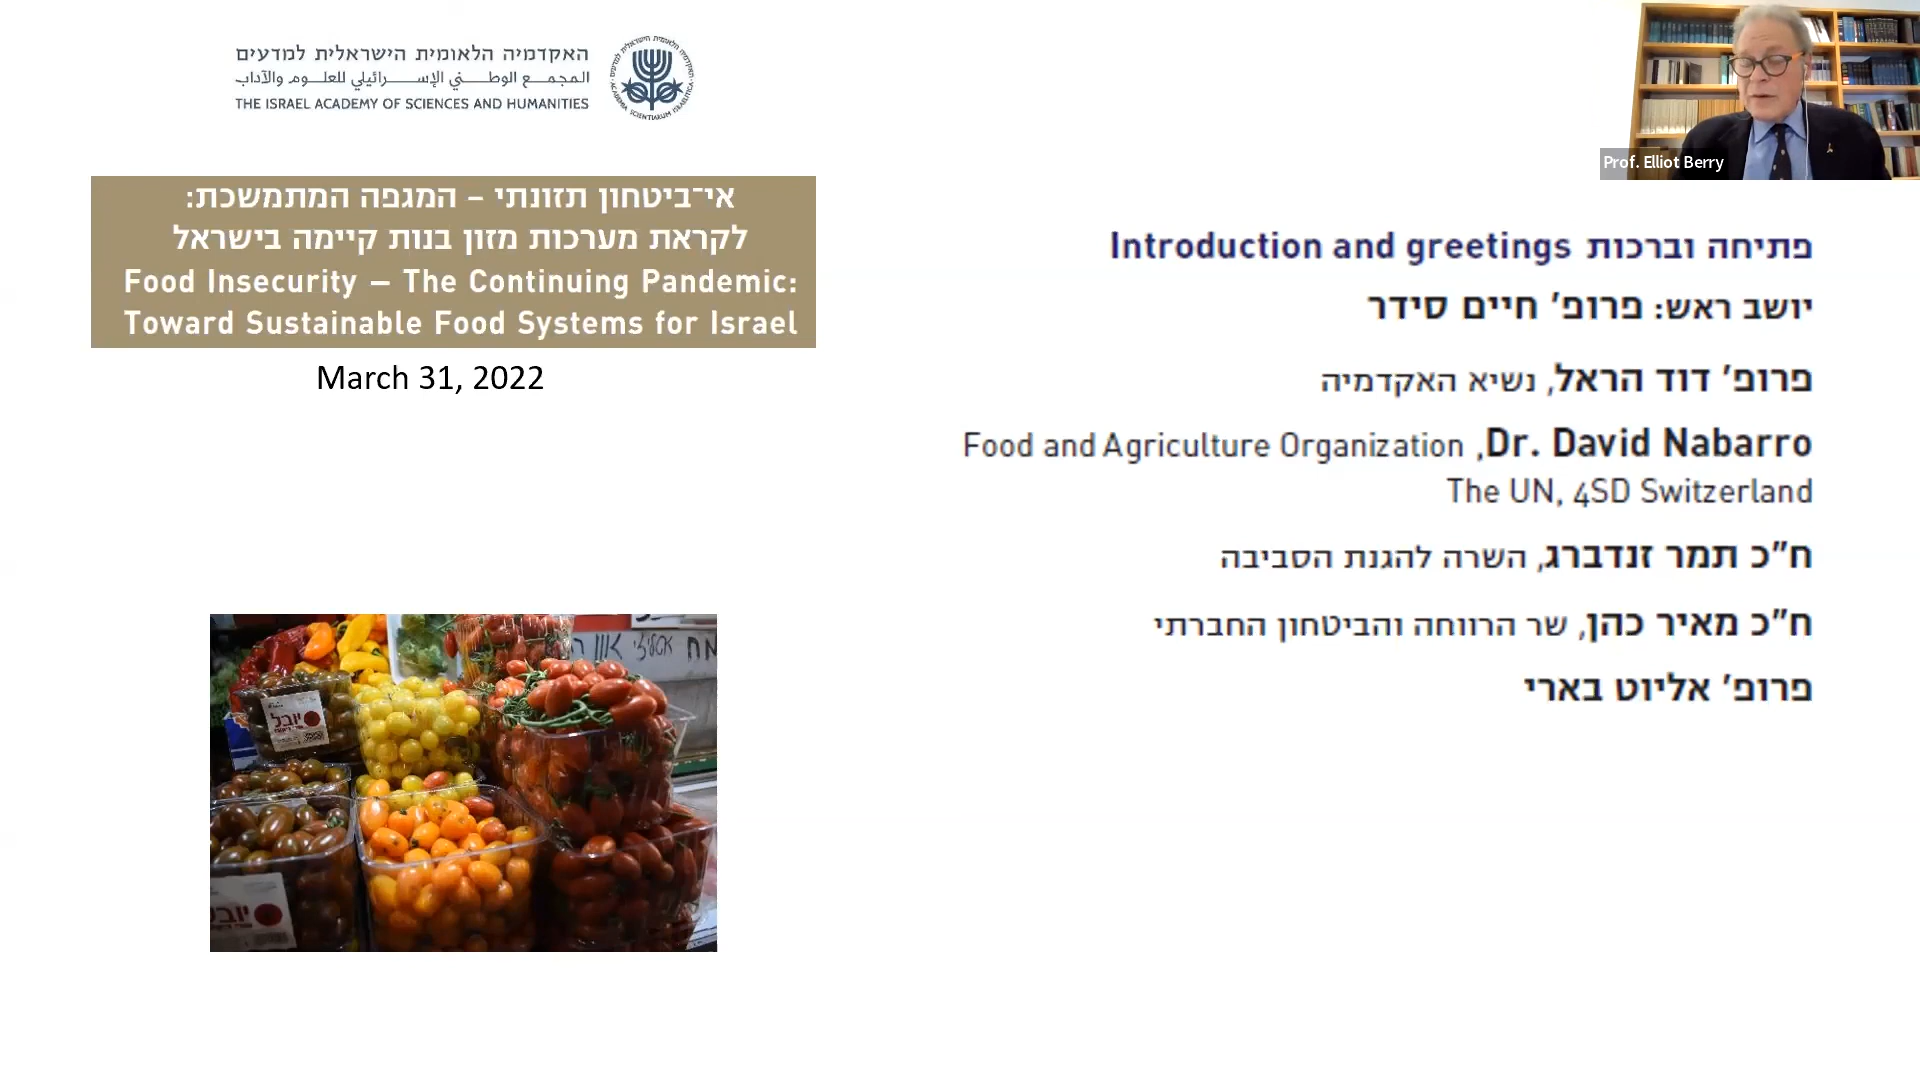 האקדמיה הלאומית הישראלית למדעים
المجمع الوطني الإسرائيلي للعلوم والآداب
THE ISRAEL ACADEMY OF SCIENCES AND HUMANITIES
אי־ביטחון תזונתי – המגפה המתמשכת:
לקראת מערכות מזון בנות קיימה בישראל
Food Insecurity – The Continuing Pandemic:
Toward Sustainable Food Systems for Israel
March 31, 2022
Prof. Elliot Berry
פתיחה וברכות Introduction and greetings
יושב ראש: פרופ' חיים סידר
פרופ' דוד הראל, נשיא האקדמיה
Food and Agriculture Organization ,Dr. David Nabarro
The UN, 4SD Switzerland
ח"כ תמר זנדברג, השרה להגנת הסביבה
ח"כ מאיר כהן, שר הרווחה והביטחון החברתי
פרופ' אליוט בארי
יובל